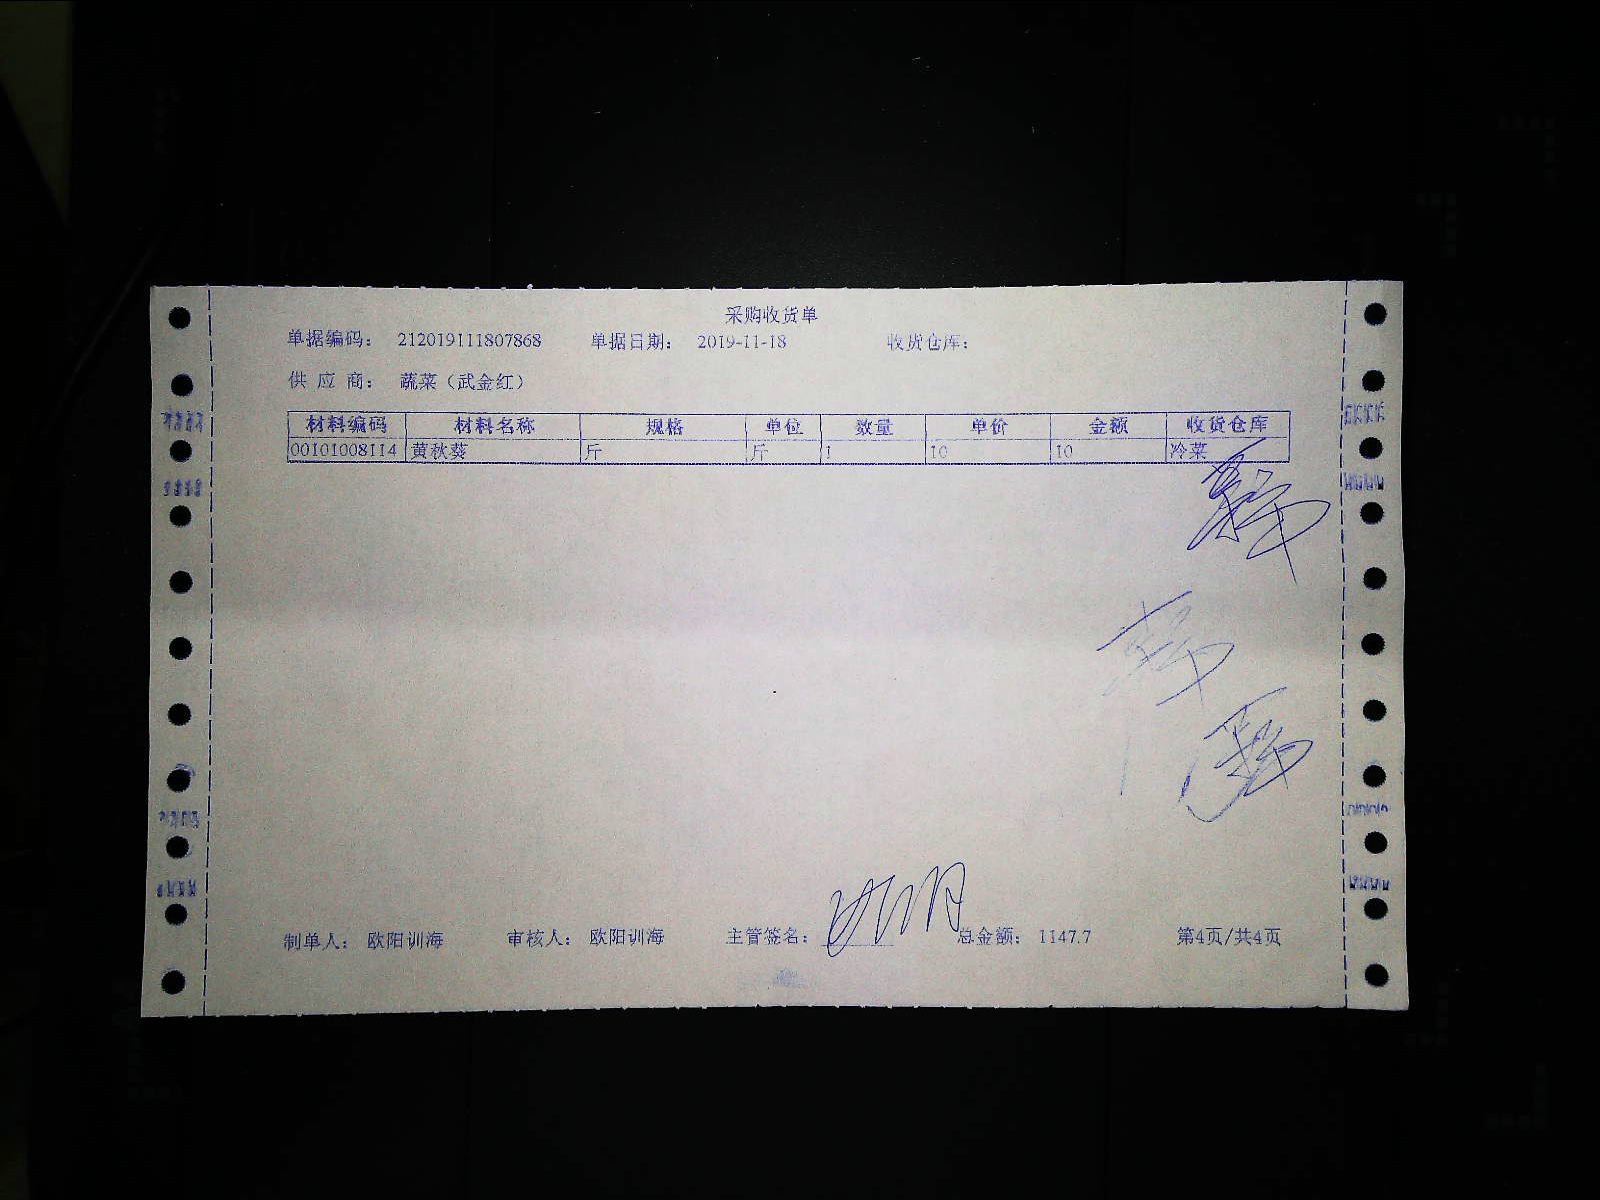 采购收货单
单据编码： 212019111807868 单据日期： 2019-11-18 收货仓库：
供 应 商： 蔬菜（武金红）
材料编码 材料名称 规格 单位 数量 单价 金额 收货仓库
00101008114 黄秋葵 斤 斤 1 10 10 冷菜
制单人： 欧阳训海 审核人： 欧阳训海 主管签名： 总金额： 1147.7 第4页/共4页